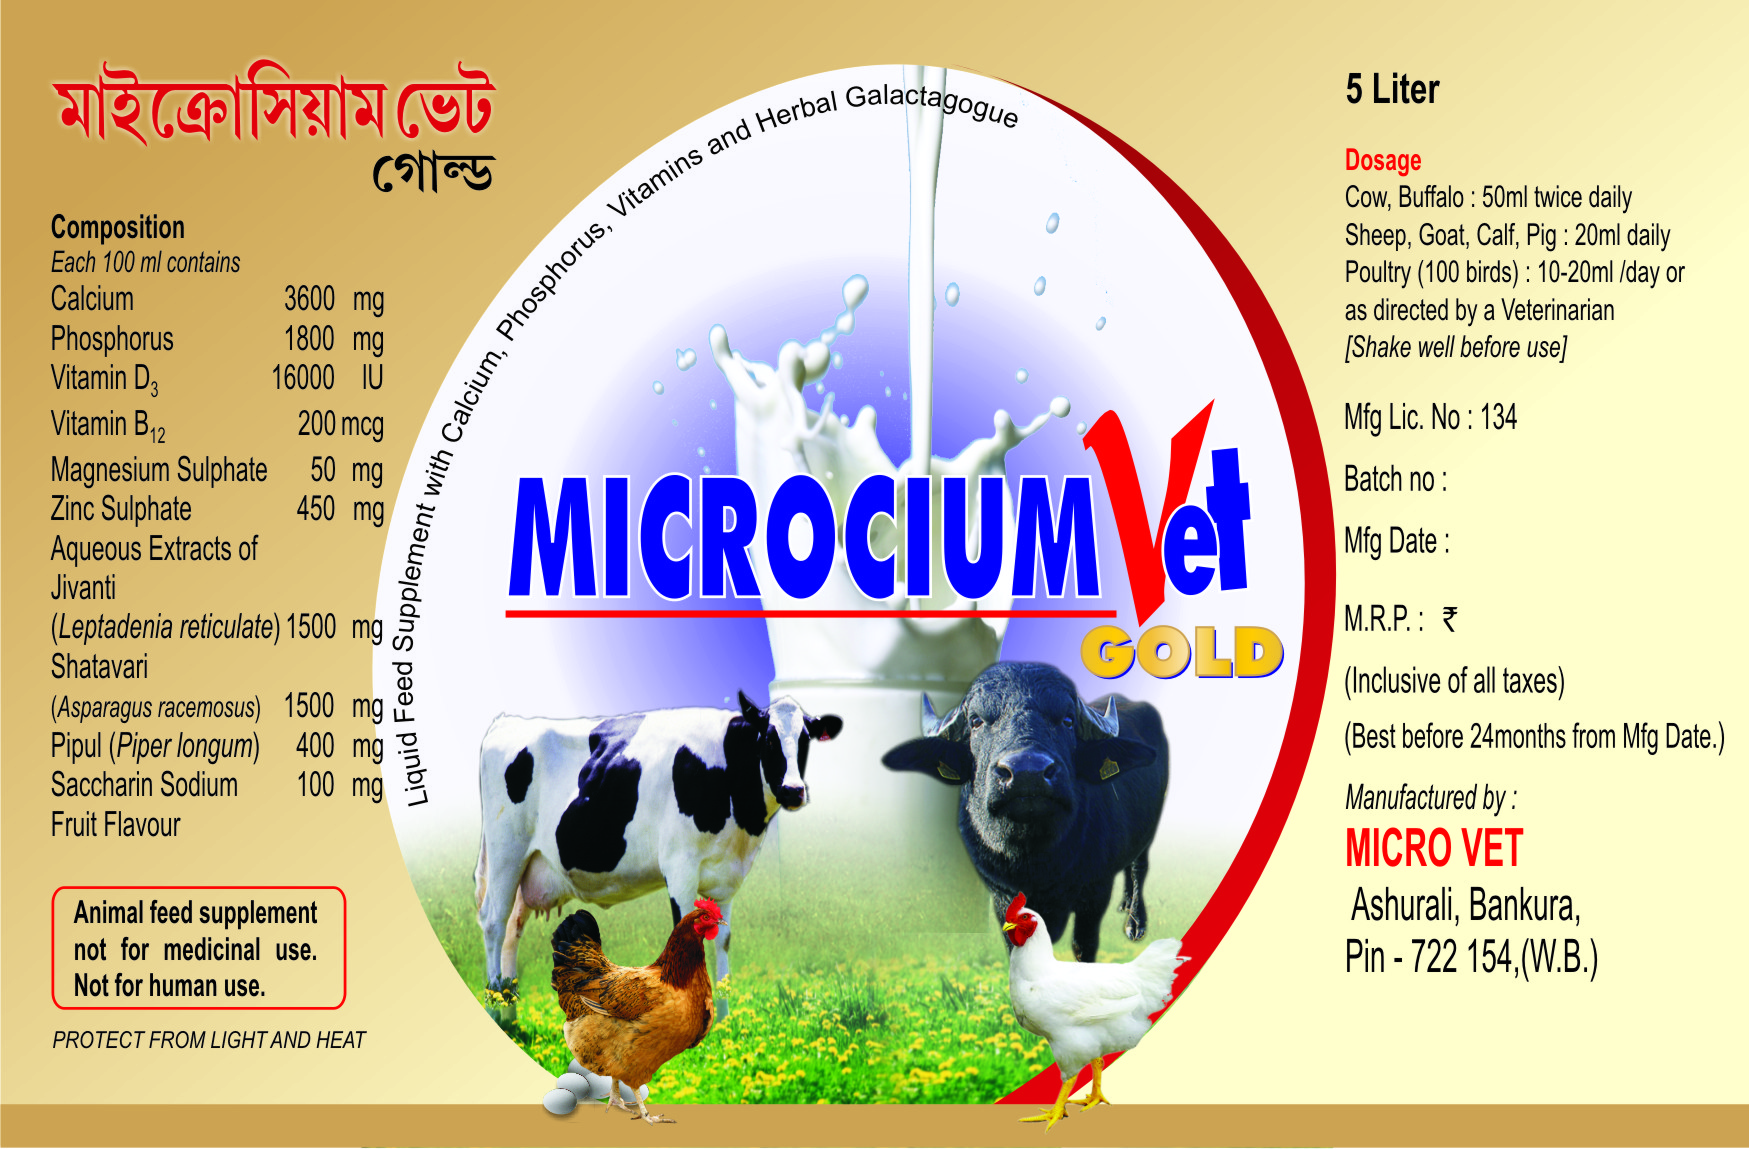 মাইক্রোসিয়াম ভেট
গোল্ড
Composition
Each 100 ml contains
Calcium 3600 mg
Phosphorus 1800 mg
Vitamin D3 16000 IU
Vitamin B12 200 mcg
Magnesium Sulphate 50 mg
Zinc Sulphate 450 mg
Aqueous Extracts of
Jivanti
(Leptadenia reticulate) 1500 mg
Shatavari
(Asparagus racemosus) 1500 mg
Pipul (Piper longum) 400 mg
Saccharin Sodium 100 mg
Fruit Flavour
Animal feed supplement
not for medicinal use.
Not for human use.
PROTECT FROM LIGHT AND HEAT
Liquid Feed Supplement with Calcium, Phosphorus, Vitamins and Herbal Galactagogue
MICROCIUM Vet
GOLD
5 Liter
Dosage
Cow, Buffalo : 50ml twice daily
Sheep, Goat, Calf, Pig : 20ml daily
Poultry (100 birds) : 10-20ml /day or
as directed by a Veterinarian
[Shake well before use]
Mfg Lic. No : 134
Batch no :
Mfg Date :
M.R.P. : ₹
(Inclusive of all taxes)
(Best before 24months from Mfg Date.)
Manufactured by :
MICRO VET
Ashurali, Bankura,
Pin - 722 154,(W.B.)